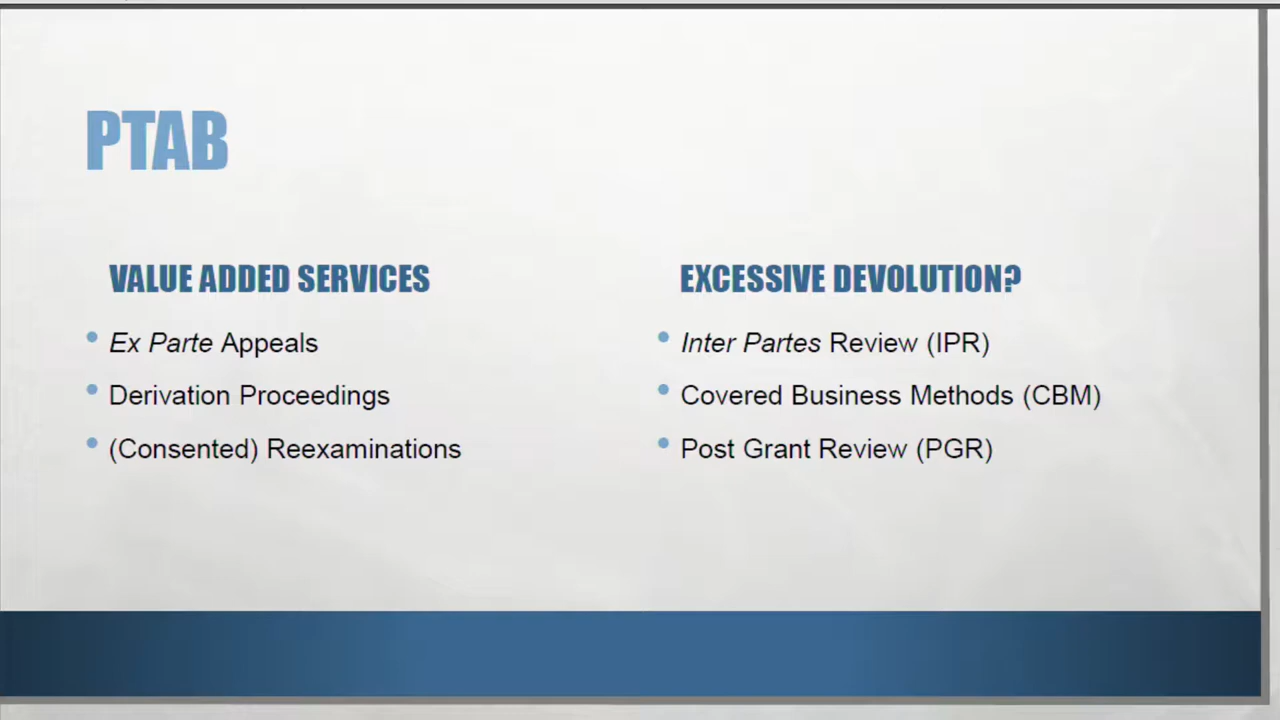 PTAB
VALUE ADDED SERVICES
• Ex Parte Appeals
• Derivation Proceedings
• (Consented) Reexaminations
EXCESSIVE DEVOLUTION?
• Inter Partes Review (IPR)
• Covered Business Methods (CBM)
• Post Grant Review (PGR)